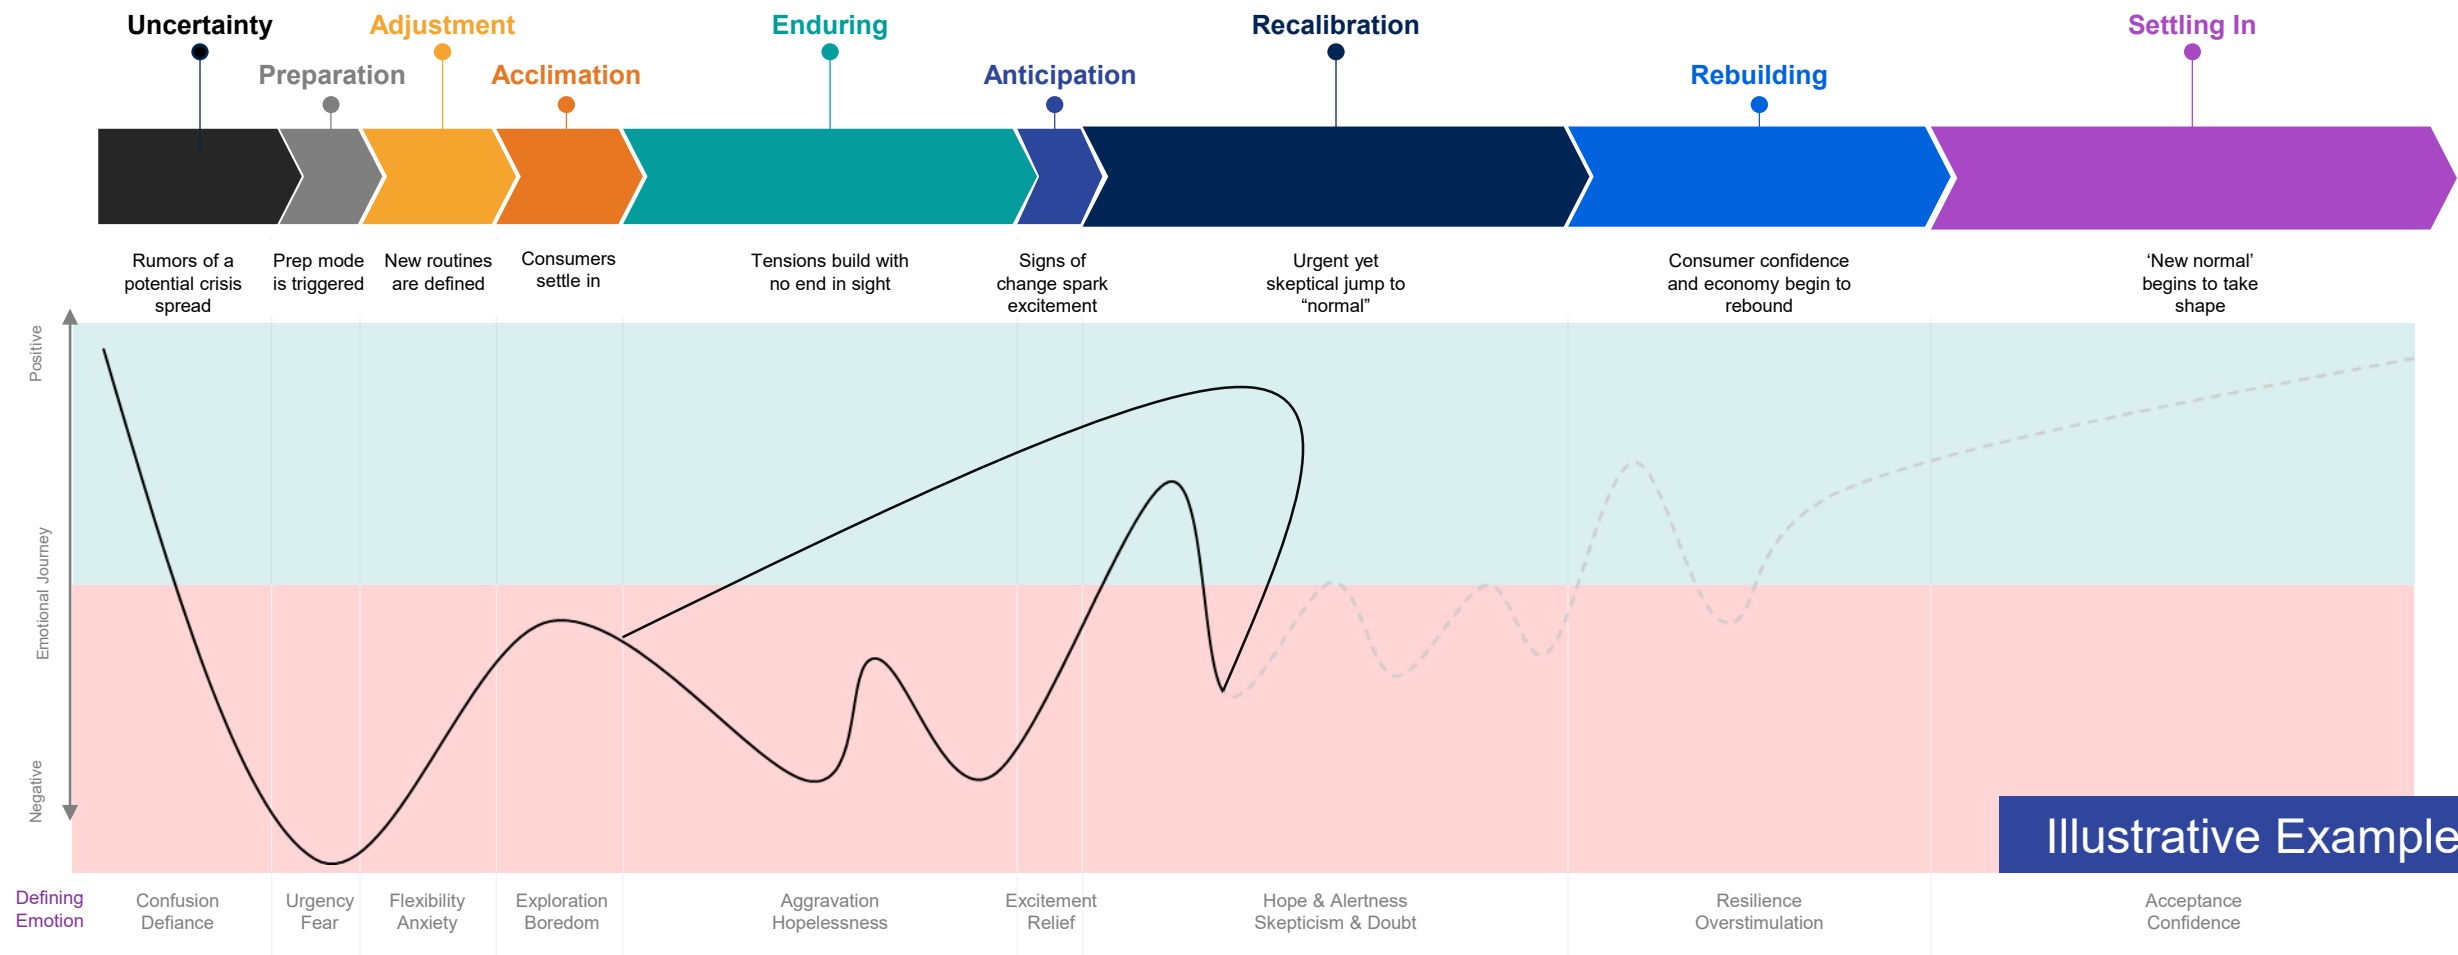 Uncertainty
Adjustment
Enduring
Recalibration
Settling In
Preparation
Acclimation
Anticipation
Rebuilding
Rumors of a
potential crisis
spread
Prep mode
is triggered
New routines
are defined
Consumers
settle in
Tensions build with
no end in sight
Signs of
change spark
excitement
Urgent yet
skeptical jump to
“normal”
Consumer confidence
and economy begin to
rebound
‘New normal’
begins to take
shape
Positive
Emotional Journey
Negative
Illustrative Example
Defining
Emotion
Confusion
Defiance
Urgency
Fear
Flexibility
Anxiety
Exploration
Boredom
Aggravation
Hopelessness
Excitement
Relief
Hope & Alertness
Skepticism & Doubt
Resilience
Overstimulation
Acceptance
Confidence